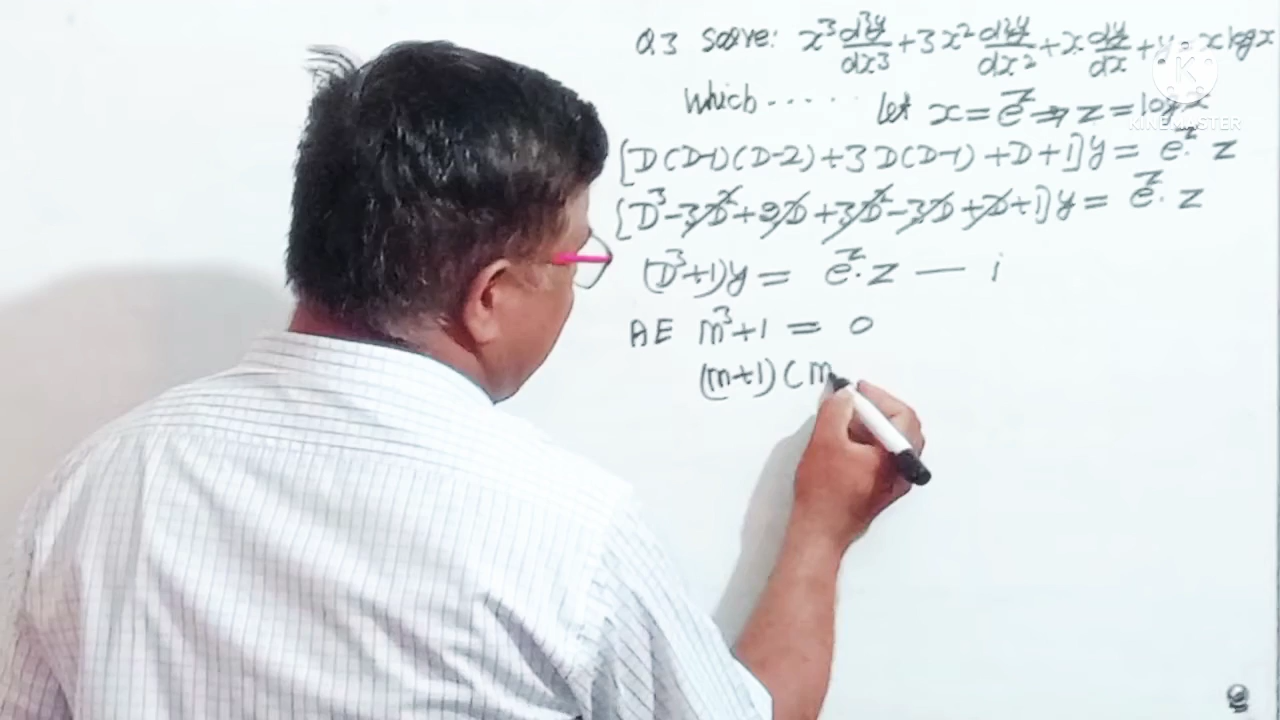 Q.3 Solve: x³ d³y/dx³ + 3x² d²y/dx² + x dy/dx + y = x log x
Which ..... Let x = e^z ⇒ z = log x
KINEMASTER
[D(D-1)(D-2) + 3D(D-1) + D + 1]y = e^z. z
[D³ - 3D² + 2D + 3D² - 3D + D + 1]y = e^z. z
(D³+1)y = e^z. z — i
AE m³+1 = 0
(m+1)(m